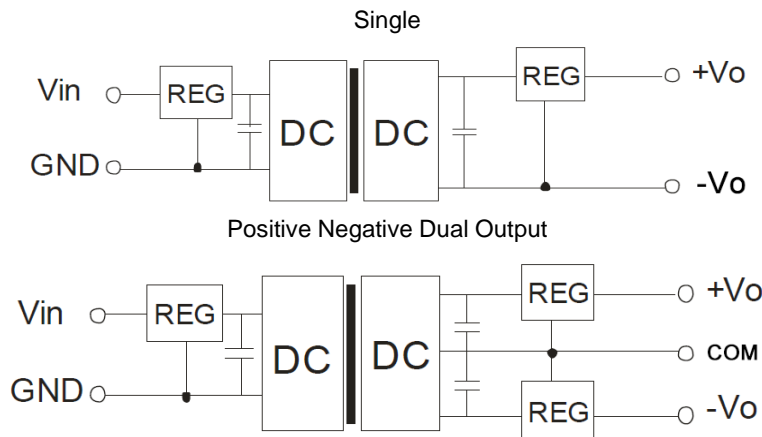 Single
Vin
REG
DC
DC
REG
+Vo
GND
-Vo
Positive Negative Dual Output
Vin
REG
DC
DC
REG
+Vo
COM
GND
REG
-Vo